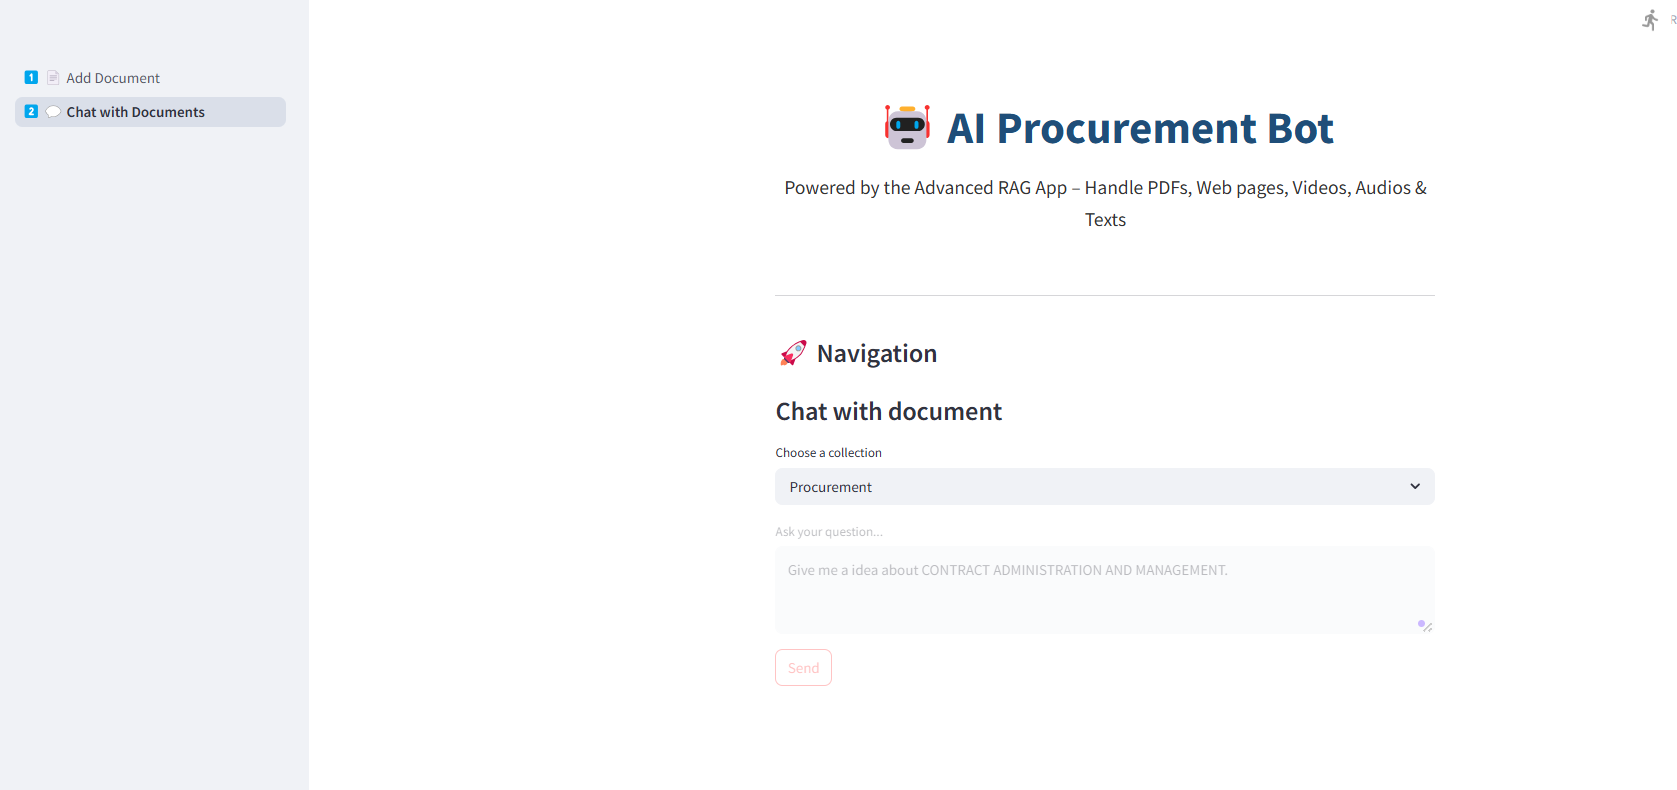 1 Add Document
2 Chat with Documents
R
AI Procurement Bot
Powered by the Advanced RAG App – Handle PDFs, Web pages, Videos, Audios &
Texts
Navigation
Chat with document
Choose a collection
Procurement
Ask your question...
Give me a idea about CONTRACT ADMINISTRATION AND MANAGEMENT.
Send